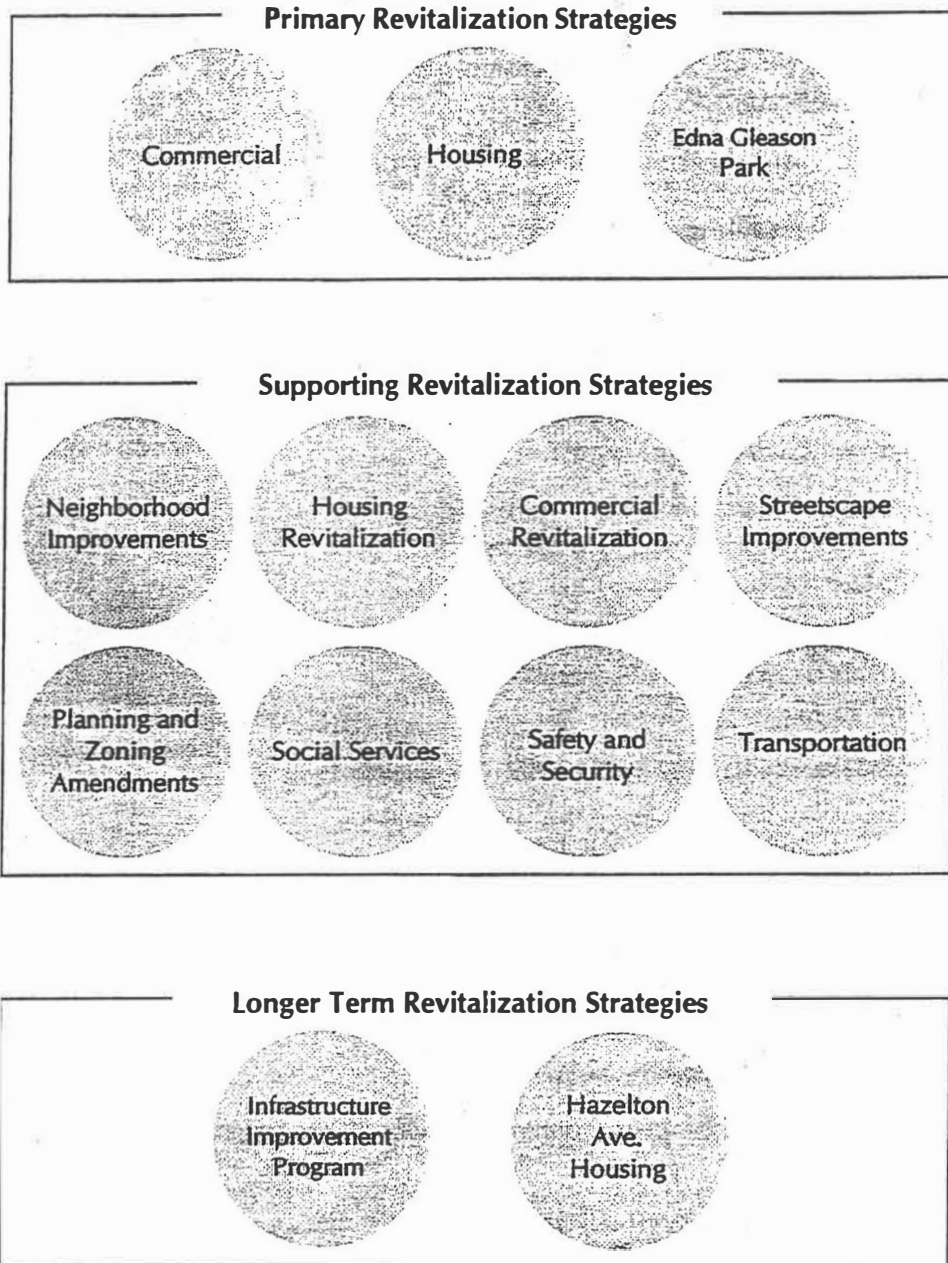 Primary Revitalization Strategies
Commercial
Housing
Edna Gleason
Park
Supporting Revitalization Strategies
Neighborhood
Improvements
Housing
Revitalization
Commercial
Revitalization
Streetscape
Improvements
Planning and
Zoning
Amendments
Social Services
Safety and
Security
Transportation
Longer Term Revitalization Strategies
Infrastructure
Improvement
Program
Hazelton
Ave.
Housing